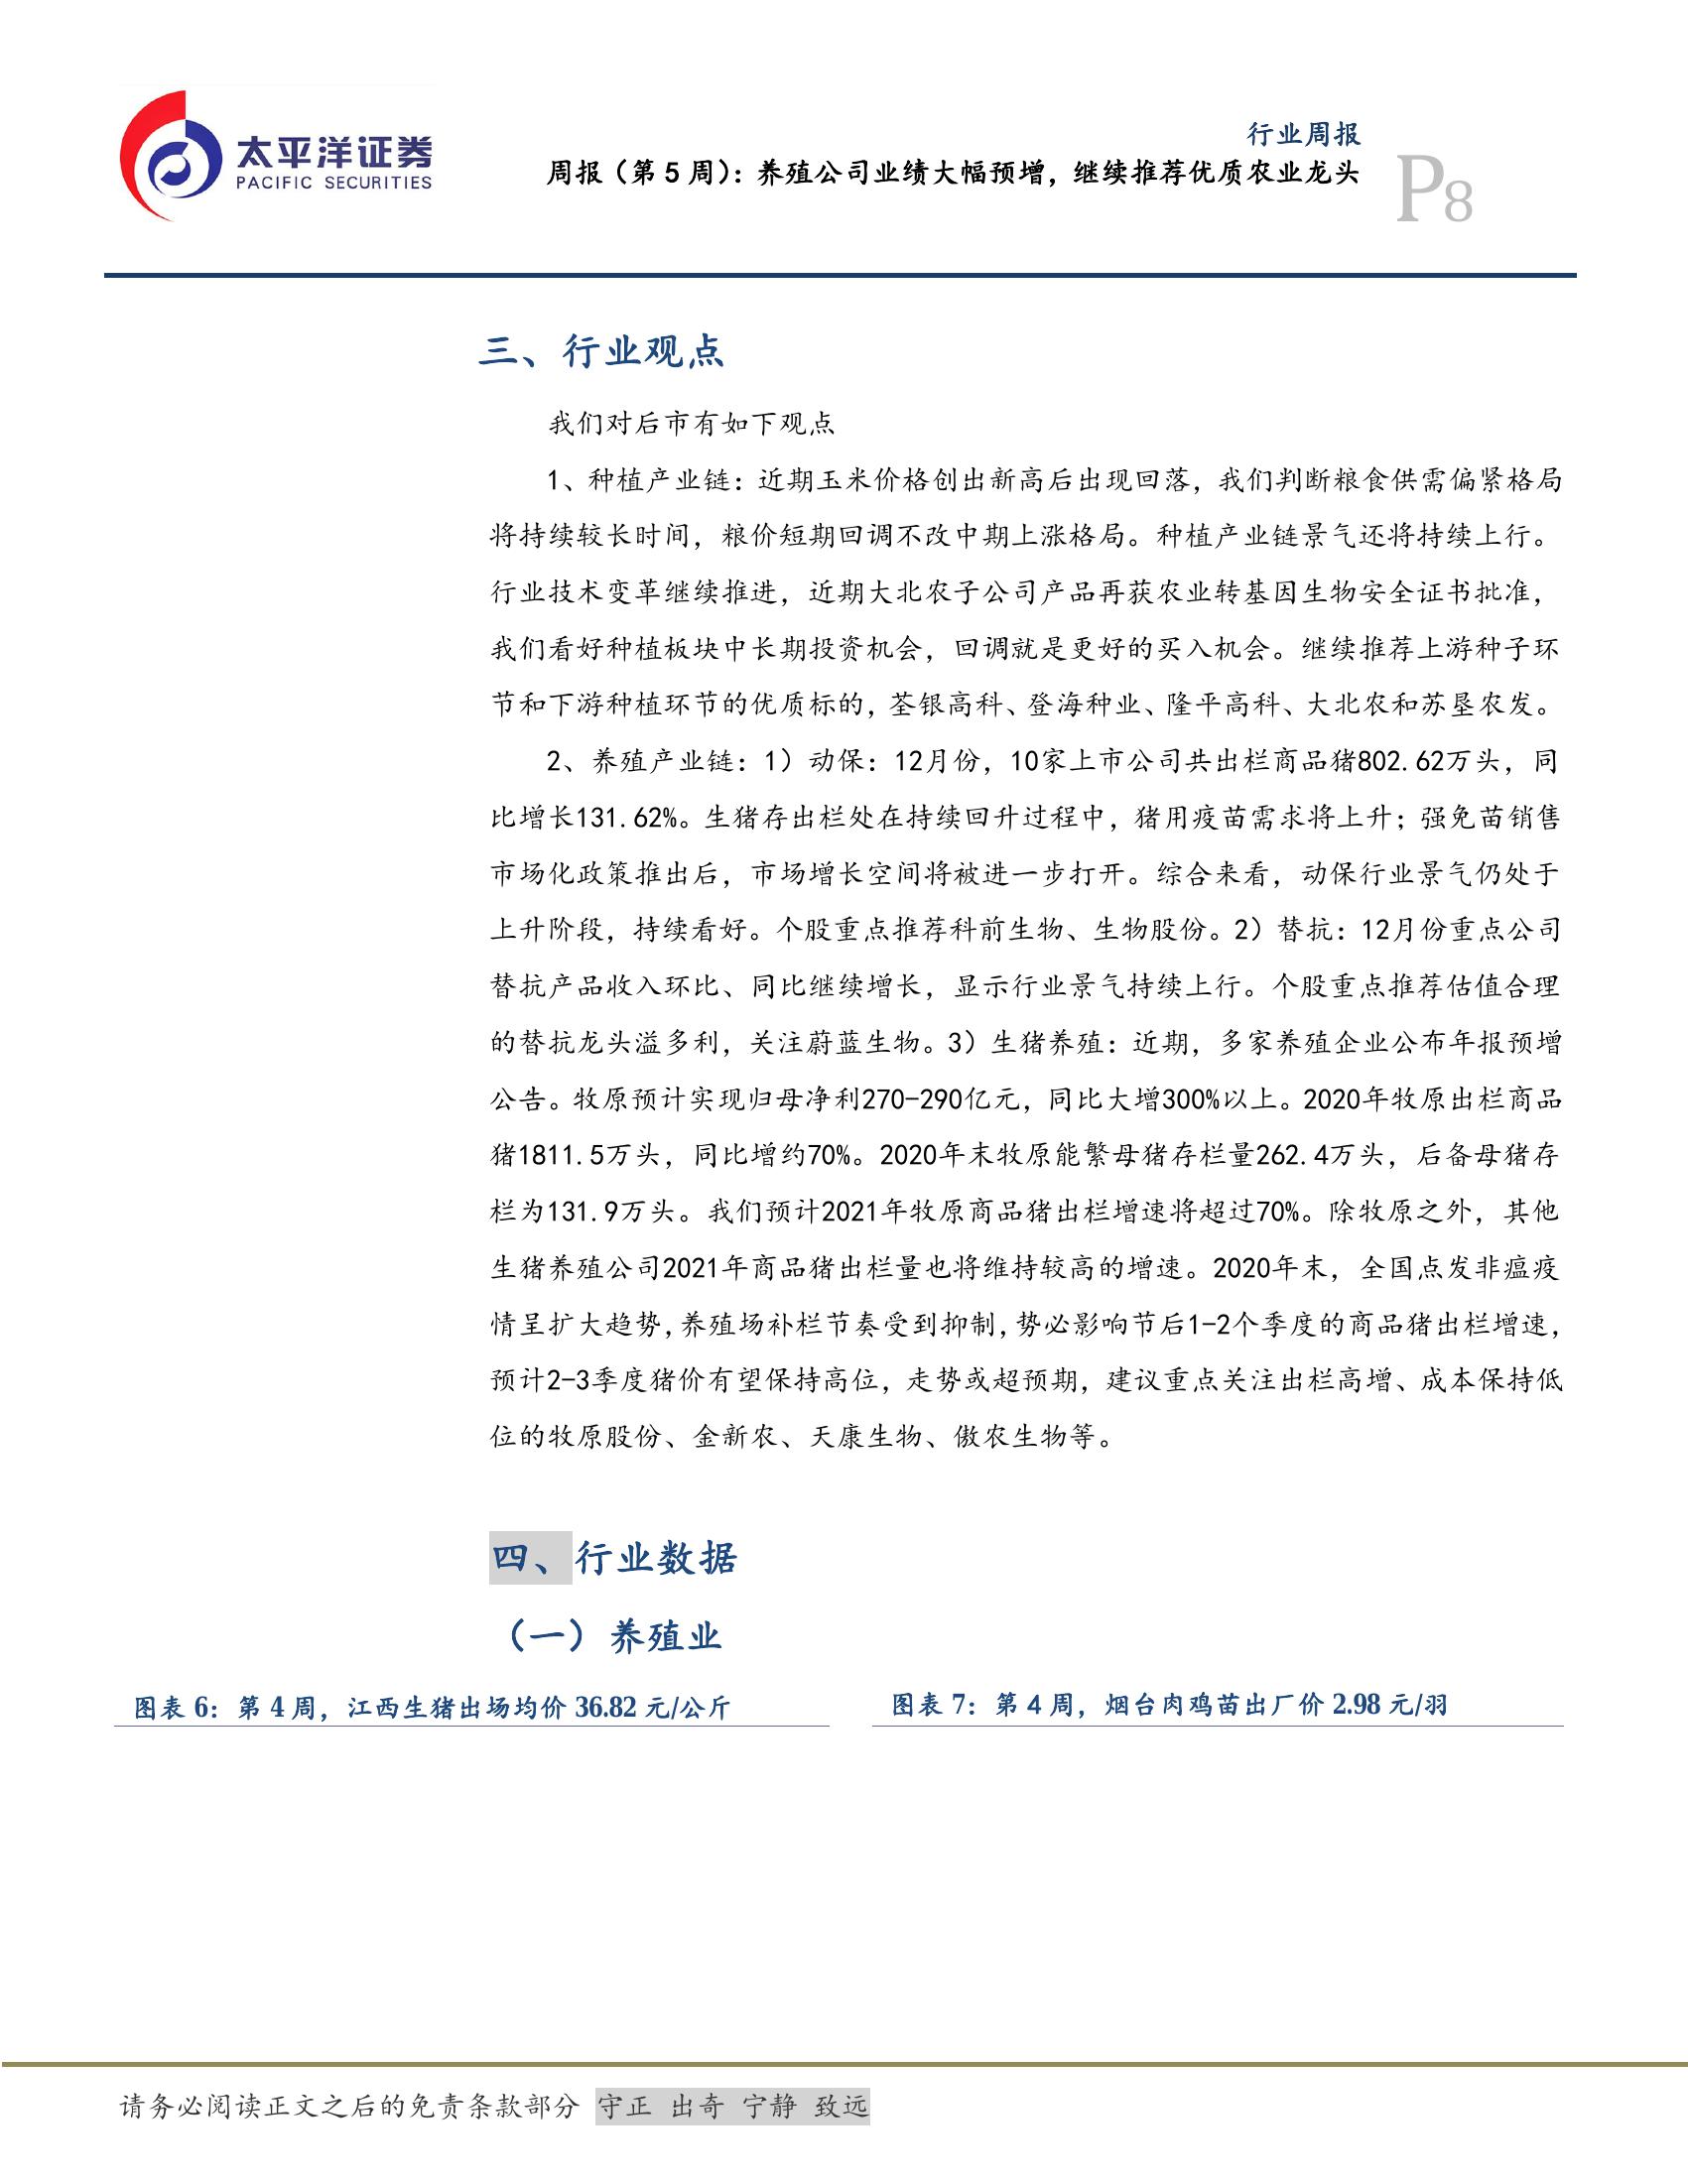 太平洋证券
PACIFIC SECURITIES
行业周报
周报（第 5 周）：养殖公司业绩大幅预增，继续推荐优质农业龙头
P8
三、行业观点
我们对后市有如下观点
1、种植产业链：近期玉米价格创出新高后出现回落，我们判断粮食供需偏紧格局
将持续较长时间，粮价短期回调不改中期上涨格局。种植产业链景气还将持续上行。
行业技术变革继续推进，近期大北农子公司产品再获农业转基因生物安全证书批准，
我们看好种植板块中长期投资机会，回调就是更好的买入机会。继续推荐上游种子环
节和下游种植环节的优质标的，荃银高科、登海种业、隆平高科、大北农和苏垦农发。
2、养殖产业链：1）动保：12月份，10家上市公司共出栏商品猪802.62万头，同
比增长131.62%。生猪存出栏处在持续回升过程中，猪用疫苗需求将上升；强免苗销售
市场化政策推出后，市场增长空间将被进一步打开。综合来看，动保行业景气仍处于
上升阶段，持续看好。个股重点推荐科前生物、生物股份。2）替抗：12月份重点公司
替抗产品收入环比、同比继续增长，显示行业景气持续上行。个股重点推荐估值合理
的替抗龙头溢多利，关注蔚蓝生物。3）生猪养殖：近期，多家养殖企业公布年报预增
公告。牧原预计实现归母净利270-290亿元，同比大增300%以上。2020年牧原出栏商品
猪1811.5万头，同比增约70%。2020年末牧原能繁母猪存栏量262.4万头，后备母猪存
栏为131.9万头。我们预计2021年牧原商品猪出栏增速将超过70%。除牧原之外，其他
生猪养殖公司2021年商品猪出栏量也将维持较高的增速。2020年末，全国点发非瘟疫
情呈扩大趋势，养殖场补栏节奏受到抑制，势必影响节后1-2个季度的商品猪出栏增速，
预计2-3季度猪价有望保持高位，走势或超预期，建议重点关注出栏高增、成本保持低
位的牧原股份、金新农、天康生物、傲农生物等。
四、行业数据
（一）养殖业
图表 6：第 4 周，江西生猪出场均价 36.82 元/公斤
图表 7：第 4 周，烟台肉鸡苗出厂价 2.98 元/羽
请务必阅读正文之后的免责条款部分 守正 出奇 宁静 致远